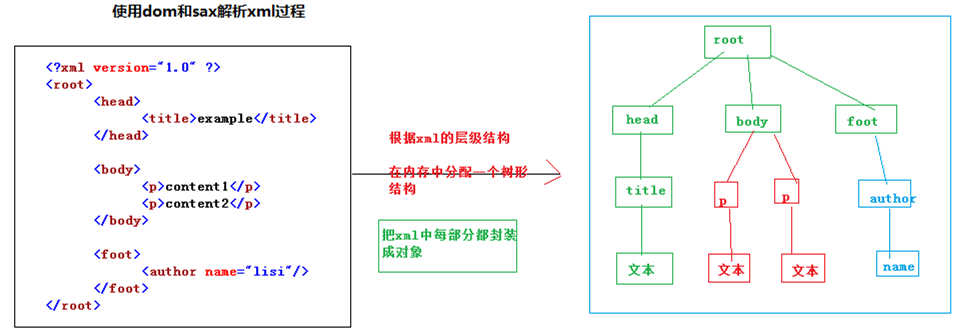 使用dom和sax解析xml过程
<?xml version="1.0" ?>
<root>
<head>
<title>example</title>
</head>
<body>
<p>content1</p>
<p>content2</p>
</body>
<foot>
<author name="lisi"/>
</foot>
</root>
根据xml的层级结构
在内存中分配一个树形
结构
把xml中每部分都封装
成对象
root
head
body
foot
title
p
p
author
文本
文本
文本
name